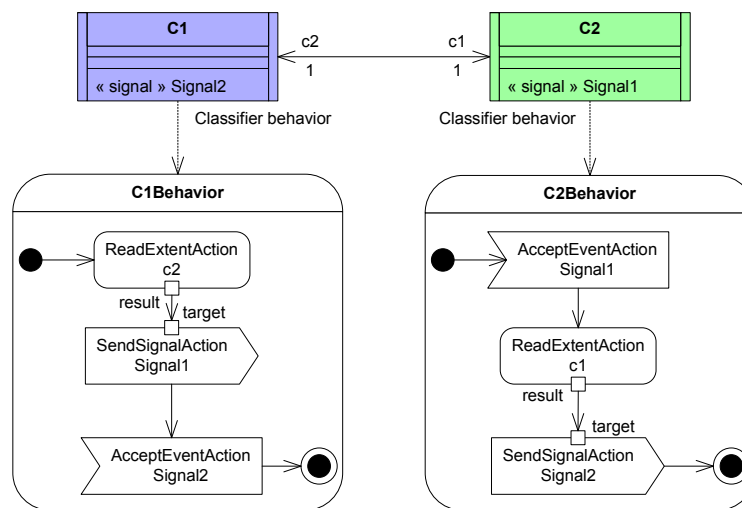 C1
C2
c2
c1
1
1
« signal » Signal2
« signal » Signal1
Classifier behavior
Classifier behavior
C1Behavior
C2Behavior
ReadExtentAction
c2
result
target
SendSignalAction
Signal1
AcceptEventAction
Signal2
AcceptEventAction
Signal1
ReadExtentAction
c1
result
target
SendSignalAction
Signal2